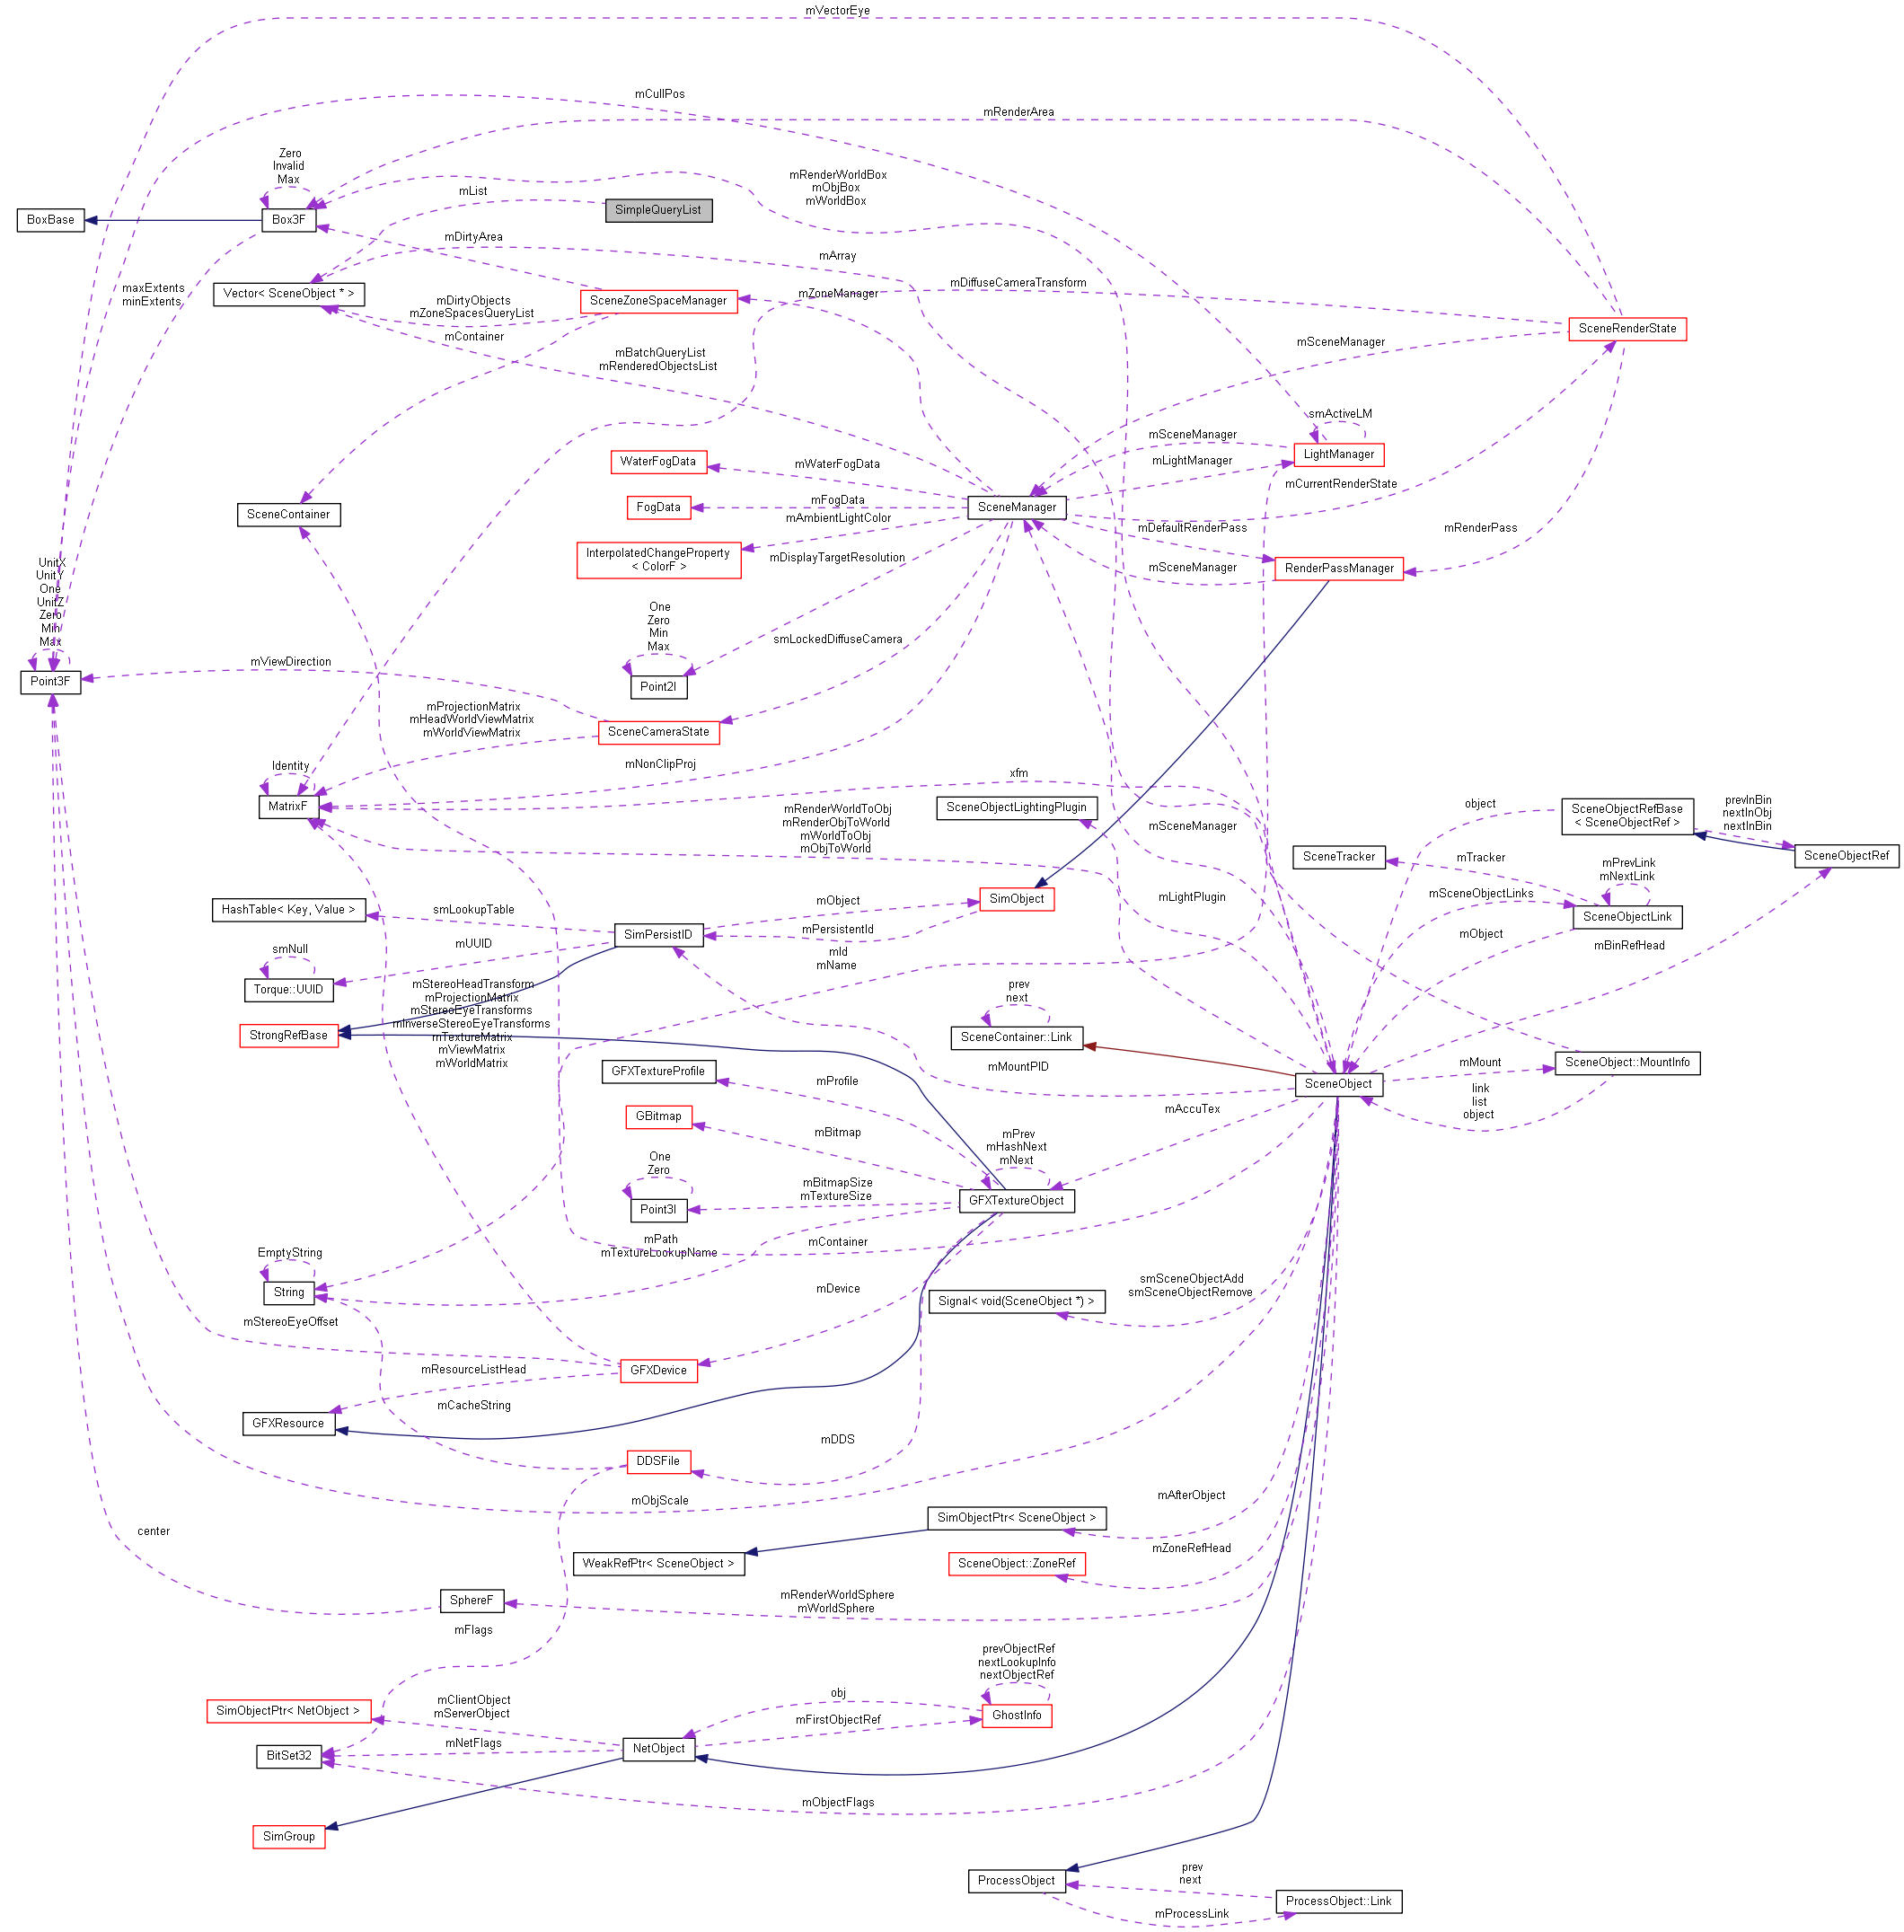 mVectorEye
mCullPos
mRenderArea
Zero
Invalid
Max
mRenderWorldBox
mObjBox
mWorldBox
mList
SimpleQueryList
BoxBase
Box3F
mDirtyArea
mArray
maxExtents
minExtents
Vector< SceneObject * >
mDirtyObjects
mZoneSpacesQueryList
SceneZoneSpaceManager
mZoneManager
mDiffuseCameraTransform
SceneRenderState
mContainer
mBatchQueryList
mRenderedObjectsList
mSceneManager
smActiveLM
WaterFogData
mWaterFogData
mSceneManager
mLightManager
LightManager
mCurrentRenderState
SceneContainer
FogData
mFogData
mAmbientLightColor
SceneManager
mDefaultRenderPass
mRenderPass
InterpolatedChangeProperty
< ColorF >
mDisplayTargetResolution
mSceneManager
RenderPassManager
UnitX
UnitY
One
UnitZ
Zero
Min
Max
Point3F
One
Zero
Min
Max
Point2I
smLockedDiffuseCamera
mViewDirection
mProjectionMatrix
mHeadWorldViewMatrix
mWorldViewMatrix
SceneCameraState
Identity
mNonClipProj
xfm
MatrixF
mRenderWorldToObj
mRenderObjToWorld
mWorldToObj
mObjToWorld
SceneObjectLightingPlugin
mSceneManager
object
SceneObjectRefBase
< SceneObjectRef >
prevInBin
nextInObj
nextInBin
SceneObjectRef
SceneTracker
mTracker
mPrevLink
mNextLink
mSceneObjectLinks
SceneObjectLink
mLightPlugin
mObject
mBinRefHead
HashTable< Key, Value >
smLookupTable
mObject
SimObject
SimPersistID
mPersistentId
mUUID
smNull
Torque::UUID
mId
mName
mStereoHeadTransform
mProjectionMatrix
mStereoEyeTransforms
mInverseStereoEyeTransforms
mTextureMatrix
mViewMatrix
mWorldMatrix
StrongRefBase
prev
next
SceneContainer::Link
GFXTextureProfile
mProfile
mMountPID
SceneObject
mMount
SceneObject::MountInfo
link
list
object
GBitmap
mBitmap
mPrev
mHashNext
mNext
mAccuTex
One
Zero
Point3I
mBitmapSize
mTextureSize
GFXTextureObject
mPath
mTextureLookupName
mContainer
EmptyString
String
mDevice
smSceneObjectAdd
smSceneObjectRemove
Signal< void(SceneObject *) >
mStereoEyeOffset
GFXDevice
mResourceListHead
mCacheString
GFXResource
mDDS
DDSFile
mObjScale
mAfterObject
SimObjectPtr< SceneObject >
center
WeakRefPtr< SceneObject >
mZoneRefHead
SceneObject::ZoneRef
SphereF
mRenderWorldSphere
mWorldSphere
mFlags
prevObjectRef
nextLookupInfo
nextObjectRef
obj
SimObjectPtr< NetObject >
mClientObject
mServerObject
mFirstObjectRef
GhostInfo
BitSet32
mNetFlags
NetObject
mObjectFlags
SimGroup
ProcessObject
prev
next
ProcessObject::Link
mProcessLink